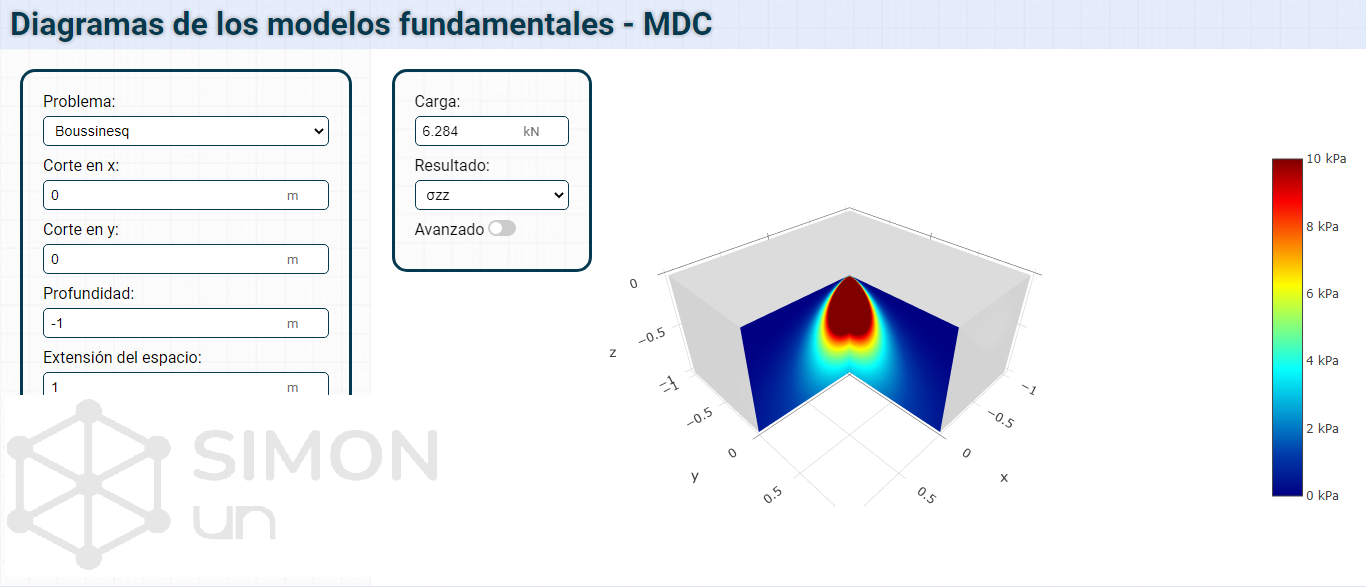 Diagramas de los modelos fundamentales - MDC
Problema:
Boussinesq
Corte en x:
0 m
Corte en y:
0 m
Profundidad:
-1 m
Extensión del espacio:
1 m
Carga:
6.284 kN
Resultado:
σzz
Avanzado
0
−0.5
−1
z
−1
−0.5
0
0.5
y
−1
−0.5
0
0.5
x
10 kPa
8 kPa
6 kPa
4 kPa
2 kPa
0 kPa
SIMON
un